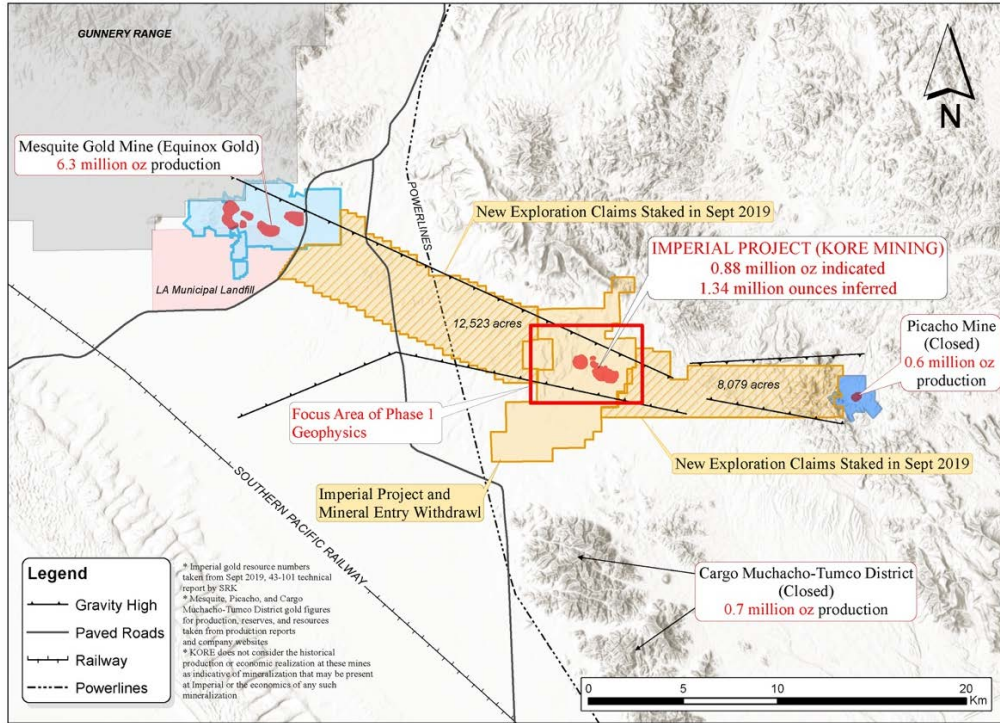 GUNNERY RANGE
N
Mesquite Gold Mine (Equinox Gold)
6.3 million oz production
POWERLINES
New Exploration Claims Staked in Sept 2019
IMPERIAL PROJECT (KORE MINING)
0.88 million oz indicated
1.34 million ounces inferred
LA Municipal Landfill
12,523 acres
Picacho Mine
(Closed)
0.6 million oz
production
8,079 acres
Focus Area of Phase 1
Geophysics
New Exploration Claims Staked in Sept 2019
Imperial Project and
Mineral Entry Withdrawl
SOUTHERN PACIFIC RAILWAY
Cargo Muchacho-Tumco District
(Closed)
0.7 million oz production
Legend
Gravity High
Paved Roads
Railway
Powerlines
* Imperial gold resource numbers
taken from Sept 2019, 43-101 technical
report by SRK
* Mesquite, Picacho, and Cargo
Muchacho-Tumco District gold figures
for production, reserves, and resources
taken from production reports
and company websites
* KORE does not consider the historical
production or economic realization at these mines
as indicative of mineralization that may be present
at Imperial or the economics of any such
mineralization
0 5 10 20
Km